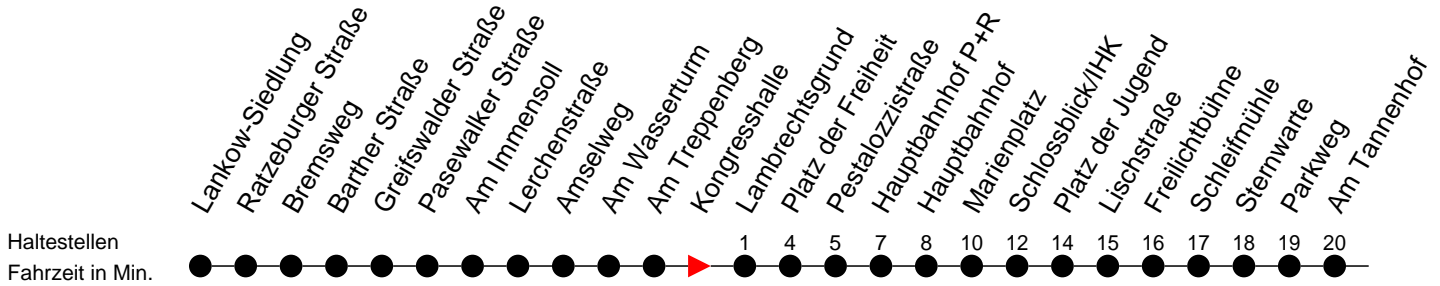 Lankow-Siedlung
Ratzeburger Straße
Bremsweg
Barther Straße
Greifswalder Straße
Pasewalker Straße
Am Immensoll
Lerchenstraße
Amselweg
Am Wasserturm
Am Treppenberg
Kongresshalle
Lambrechtsgrund
Platz der Freiheit
Pestalozzistraße
Hauptbahnhof P+R
Hauptbahnhof
Marienplatz
Schlossblick/IHK
Platz der Jugend
Lischstraße
Freilichtbühne
Schleifmühle
Sternwarte
Parkweg
Am Tannenhof
Haltestellen 1 4 5 7 8 10 12 14 15 16 17 18 19 20
Fahrzeit in Min.